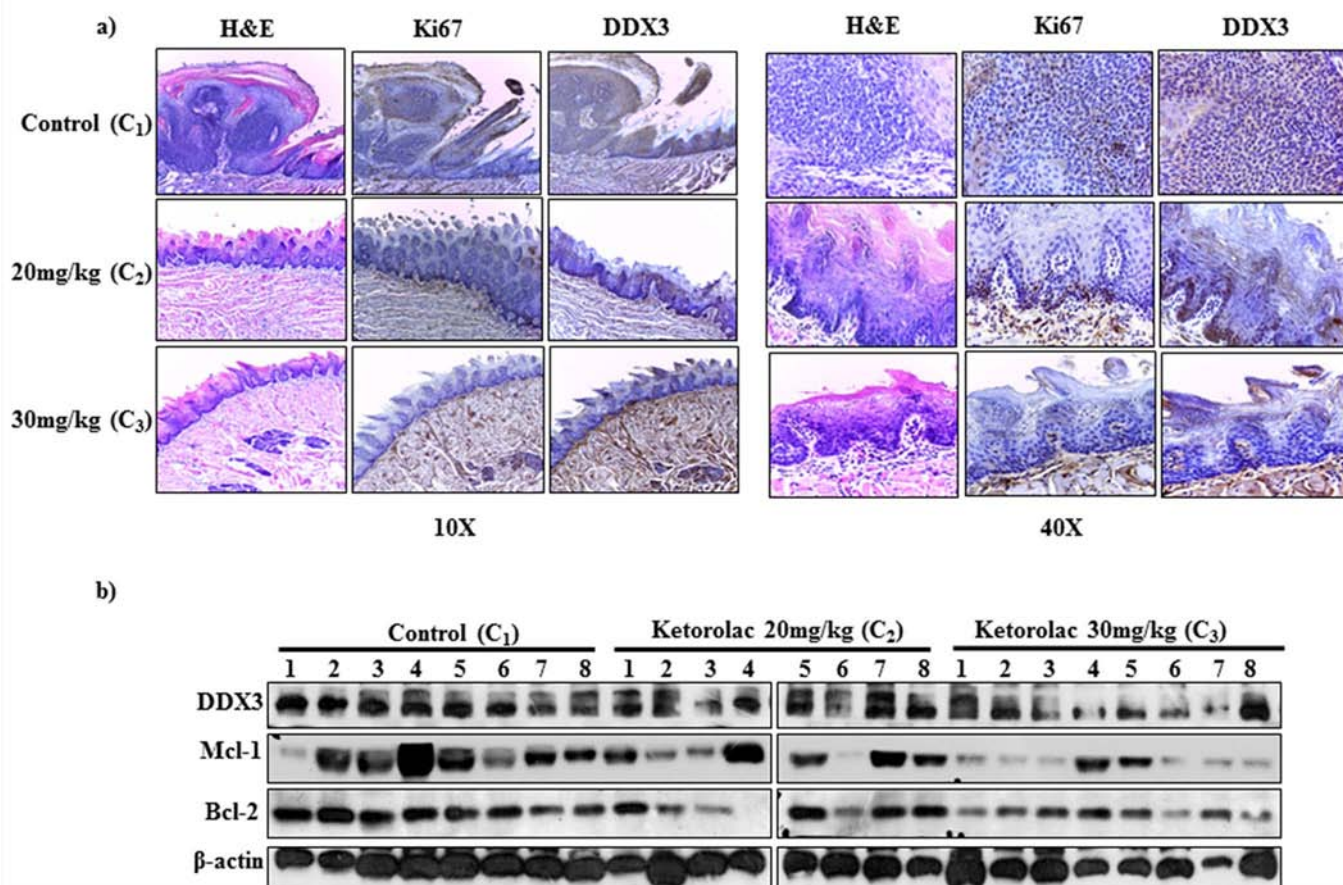 a)
H&E Ki67 DDX3 H&E Ki67 DDX3
Control (C₁)
20mg/kg (C₂)
30mg/kg (C₃)
10X 40X
b)
Control (C₁) Ketorolac 20mg/kg (C₂) Ketorolac 30mg/kg (C₃)
1 2 3 4 5 6 7 8 1 2 3 4 5 6 7 8 1 2 3 4 5 6 7 8
DDX3
Mcl-1
Bcl-2
β-actin